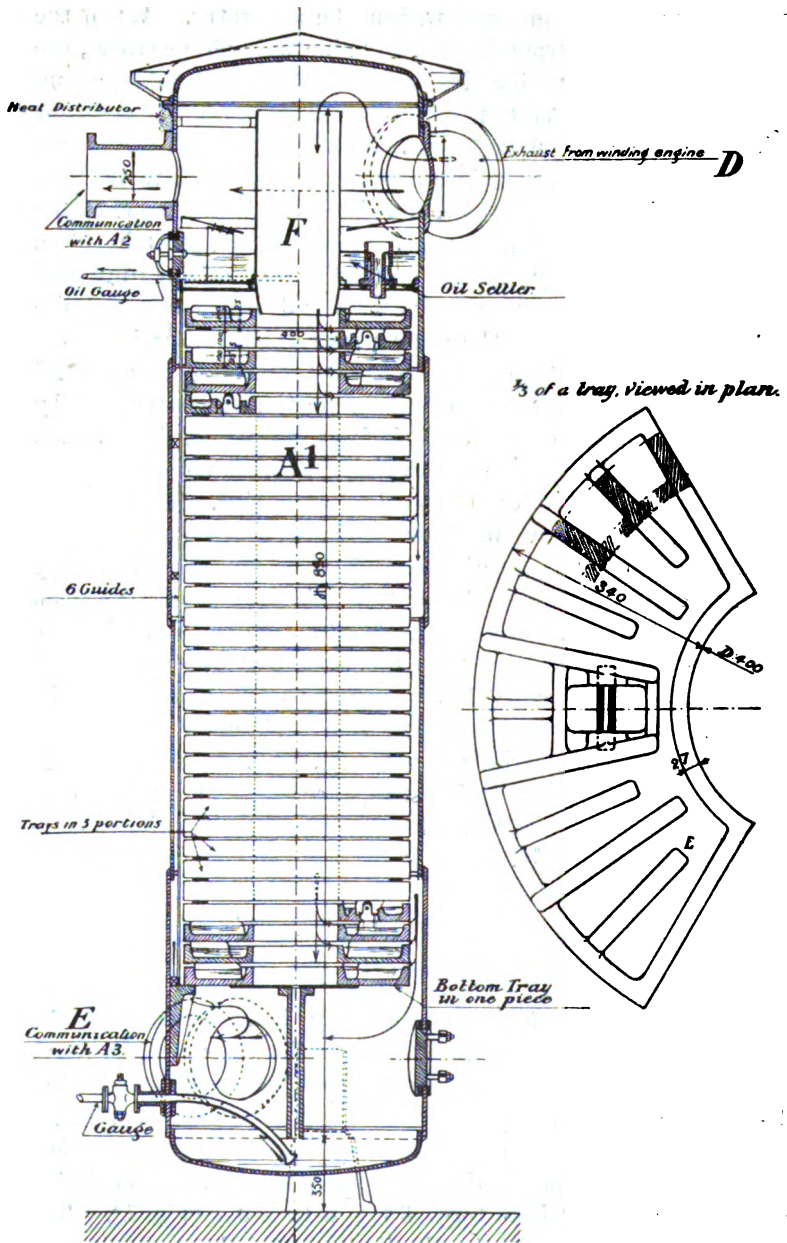 Heat Distributor
Exhaust from winding engine D
250
Communication
with A2
F
Oil Gauge
Oil Settler
400
⅓ of a tray, viewed in plan.
A1
6 Guides
340
D 400
27
Trays in 3 portions
E
Bottom Tray
in one piece
E
Communication
with A3.
Gauge
350